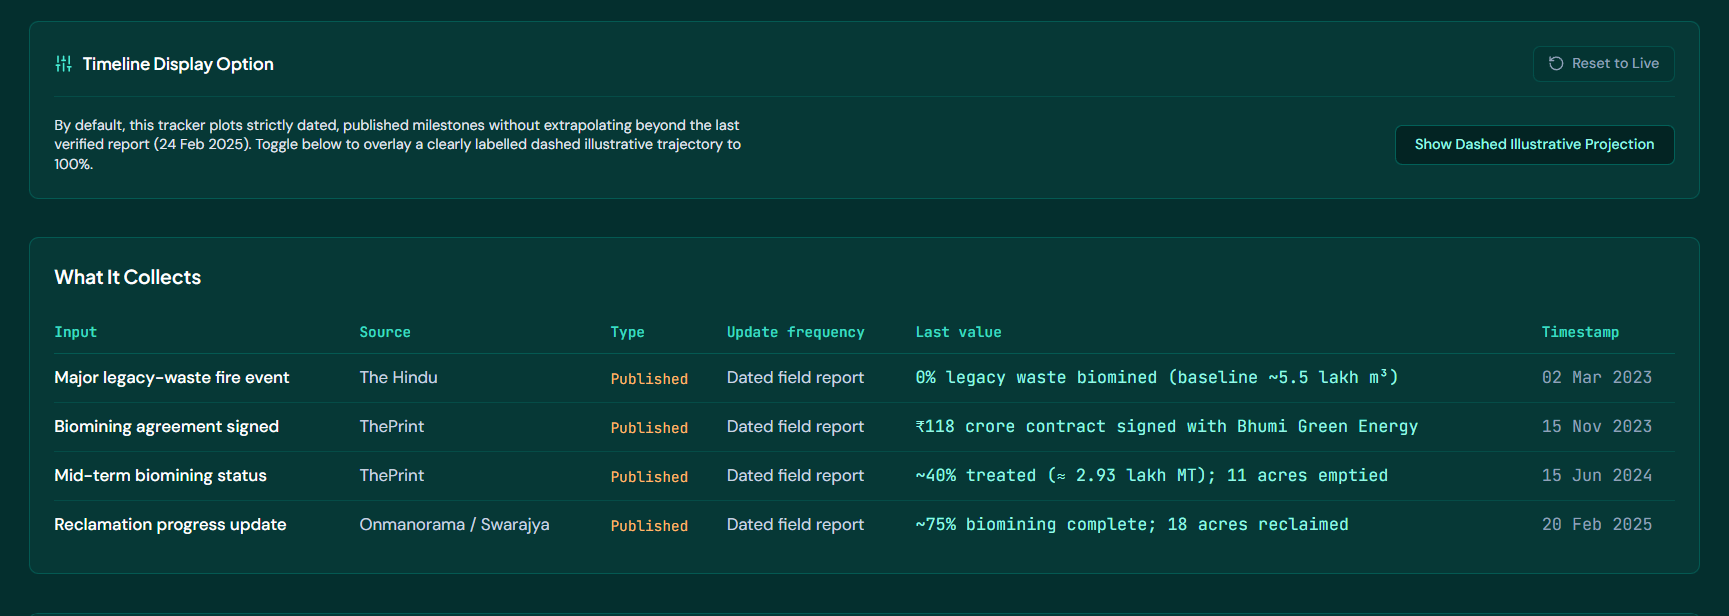 Timeline Display Option
Reset to Live
By default, this tracker plots strictly dated, published milestones without extrapolating beyond the last
verified report (24 Feb 2025). Toggle below to overlay a clearly labelled dashed illustrative trajectory to
100%.
Show Dashed Illustrative Projection
What It Collects
Input Source Type Update frequency Last value Timestamp
Major legacy-waste fire event The Hindu Published Dated field report 0% legacy waste biomined (baseline ~5.5 lakh m³) 02 Mar 2023
Biomining agreement signed ThePrint Published Dated field report ₹118 crore contract signed with Bhumi Green Energy 15 Nov 2023
Mid-term biomining status ThePrint Published Dated field report ~40% treated (≈ 2.93 lakh MT); 11 acres emptied 15 Jun 2024
Reclamation progress update Onmanorama / Swarajya Published Dated field report ~75% biomining complete; 18 acres reclaimed 20 Feb 2025